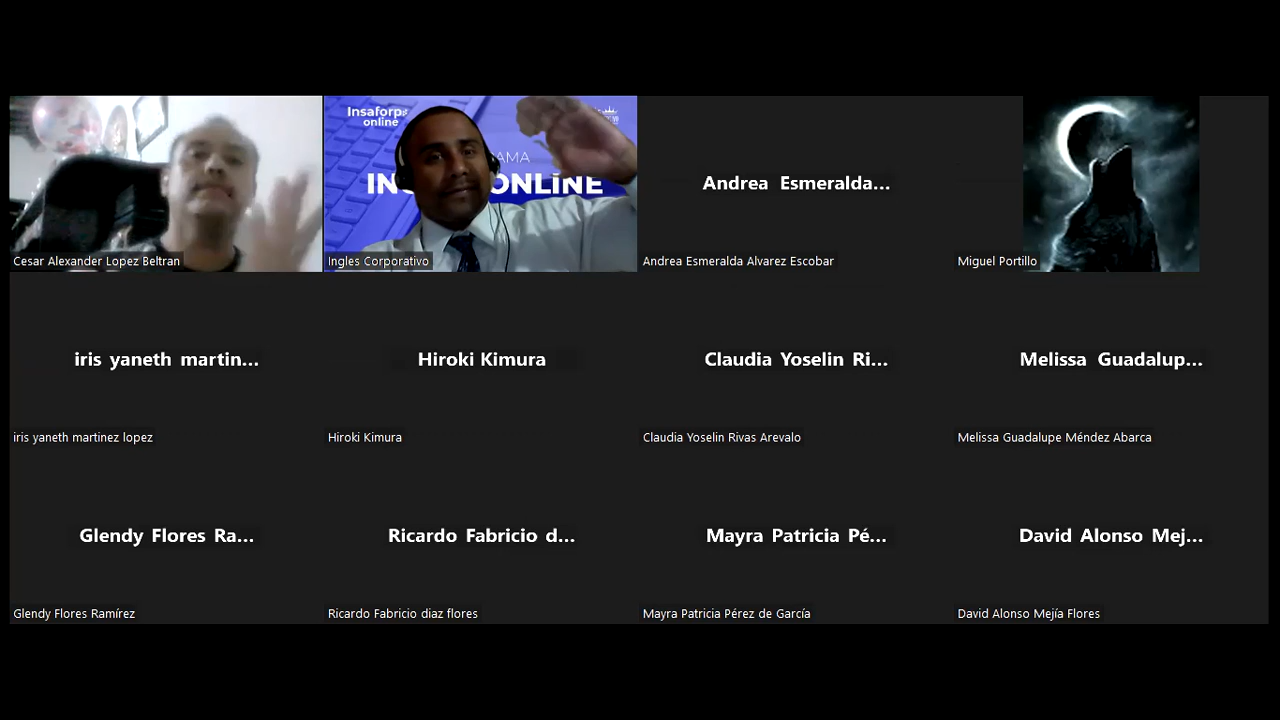 Insaforp
online
Cesar Alexander Lopez Beltran
Ingles Corporativo
Andrea Esmeralda...
Andrea Esmeralda Alvarez Escobar
Miguel Portillo
iris yaneth martin...
iris yaneth martinez lopez
Hiroki Kimura
Hiroki Kimura
Claudia Yoselin Ri...
Claudia Yoselin Rivas Arevalo
Melissa Guadalup...
Melissa Guadalupe Méndez Abarca
Glendy Flores Ra...
Glendy Flores Ramírez
Ricardo Fabricio d...
Ricardo Fabricio diaz flores
Mayra Patricia Pé...
Mayra Patricia Pérez de García
David Alonso Mej...
David Alonso Mejía Flores